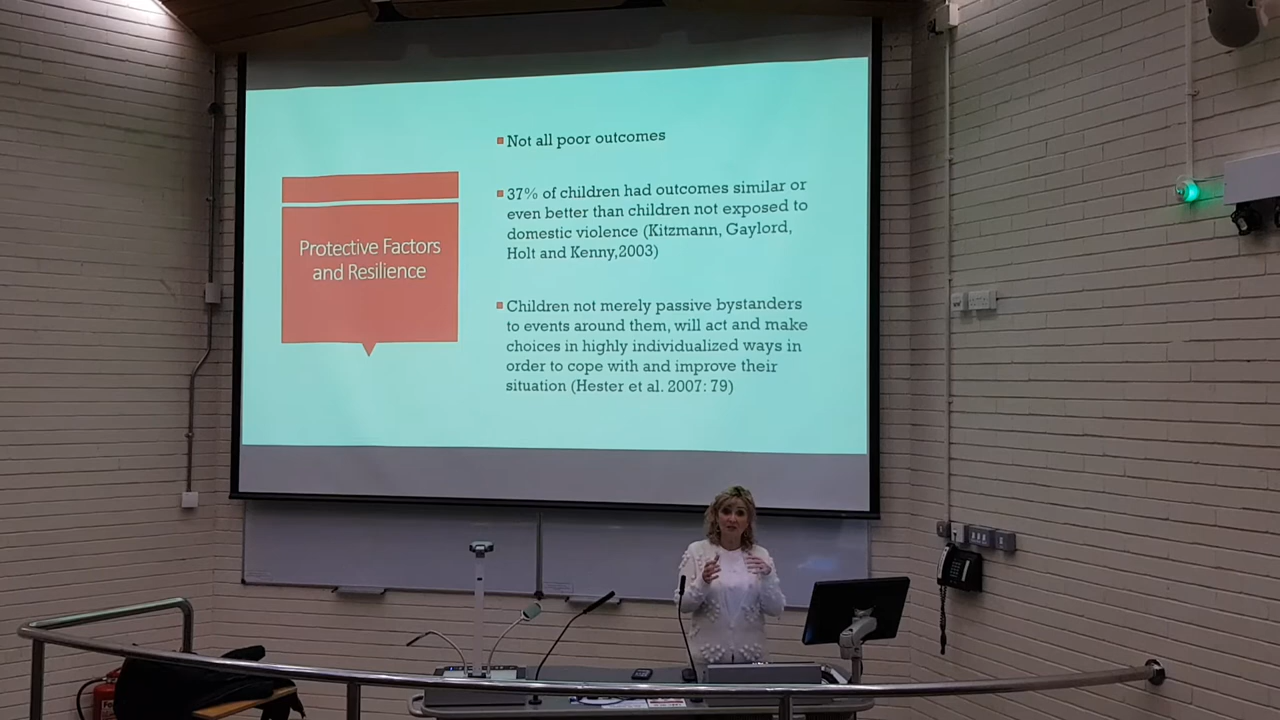 Protective Factors
and Resilience
Not all poor outcomes
37% of children had outcomes similar or
even better than children not exposed to
domestic violence (Kitzmann, Gaylord,
Holt and Kenny,2003)
Children not merely passive bystanders
to events around them, will act and make
choices in highly individualized ways in
order to cope with and improve their
situation (Hester et al. 2007: 79)